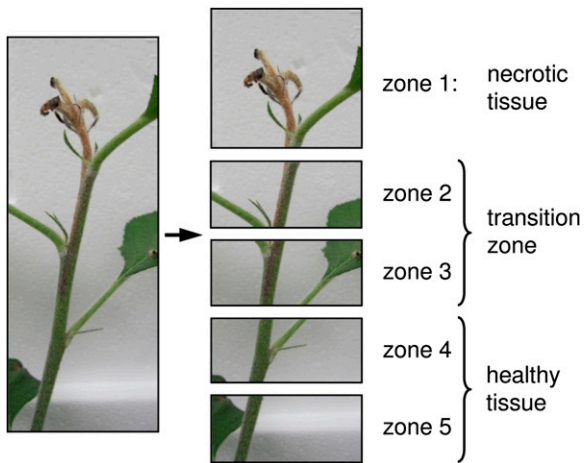 zone 1:
necrotic
tissue
zone 2
zone 3
transition
zone
zone 4
zone 5
healthy
tissue